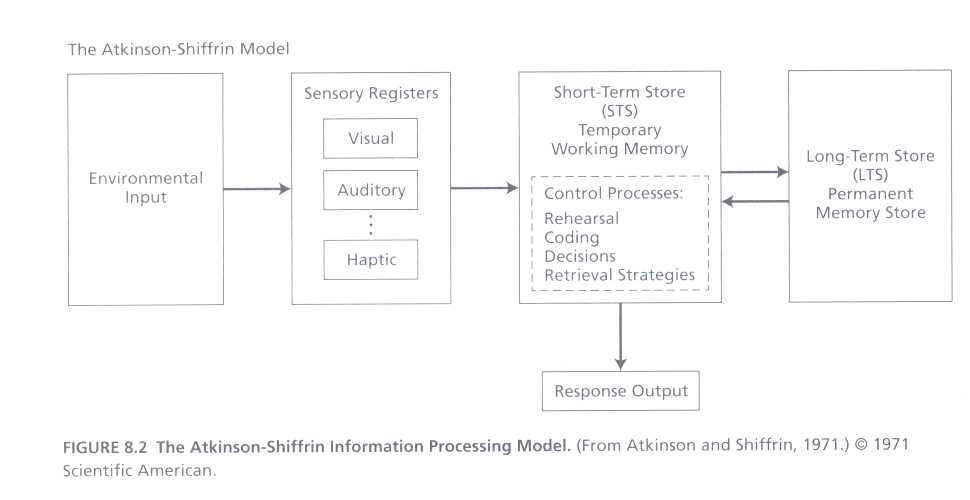 The Atkinson-Shiffrin Model
Environmental
Input
Sensory Registers
Visual
Auditory
Haptic
Short-Term Store
(STS)
Temporary
Working Memory
Control Processes:
Rehearsal
Coding
Decisions
Retrieval Strategies
Long-Term Store
(LTS)
Permanent
Memory Store
Response Output
FIGURE 8.2 The Atkinson-Shiffrin Information Processing Model. (From Atkinson and Shiffrin, 1971.) © 1971
Scientific American.